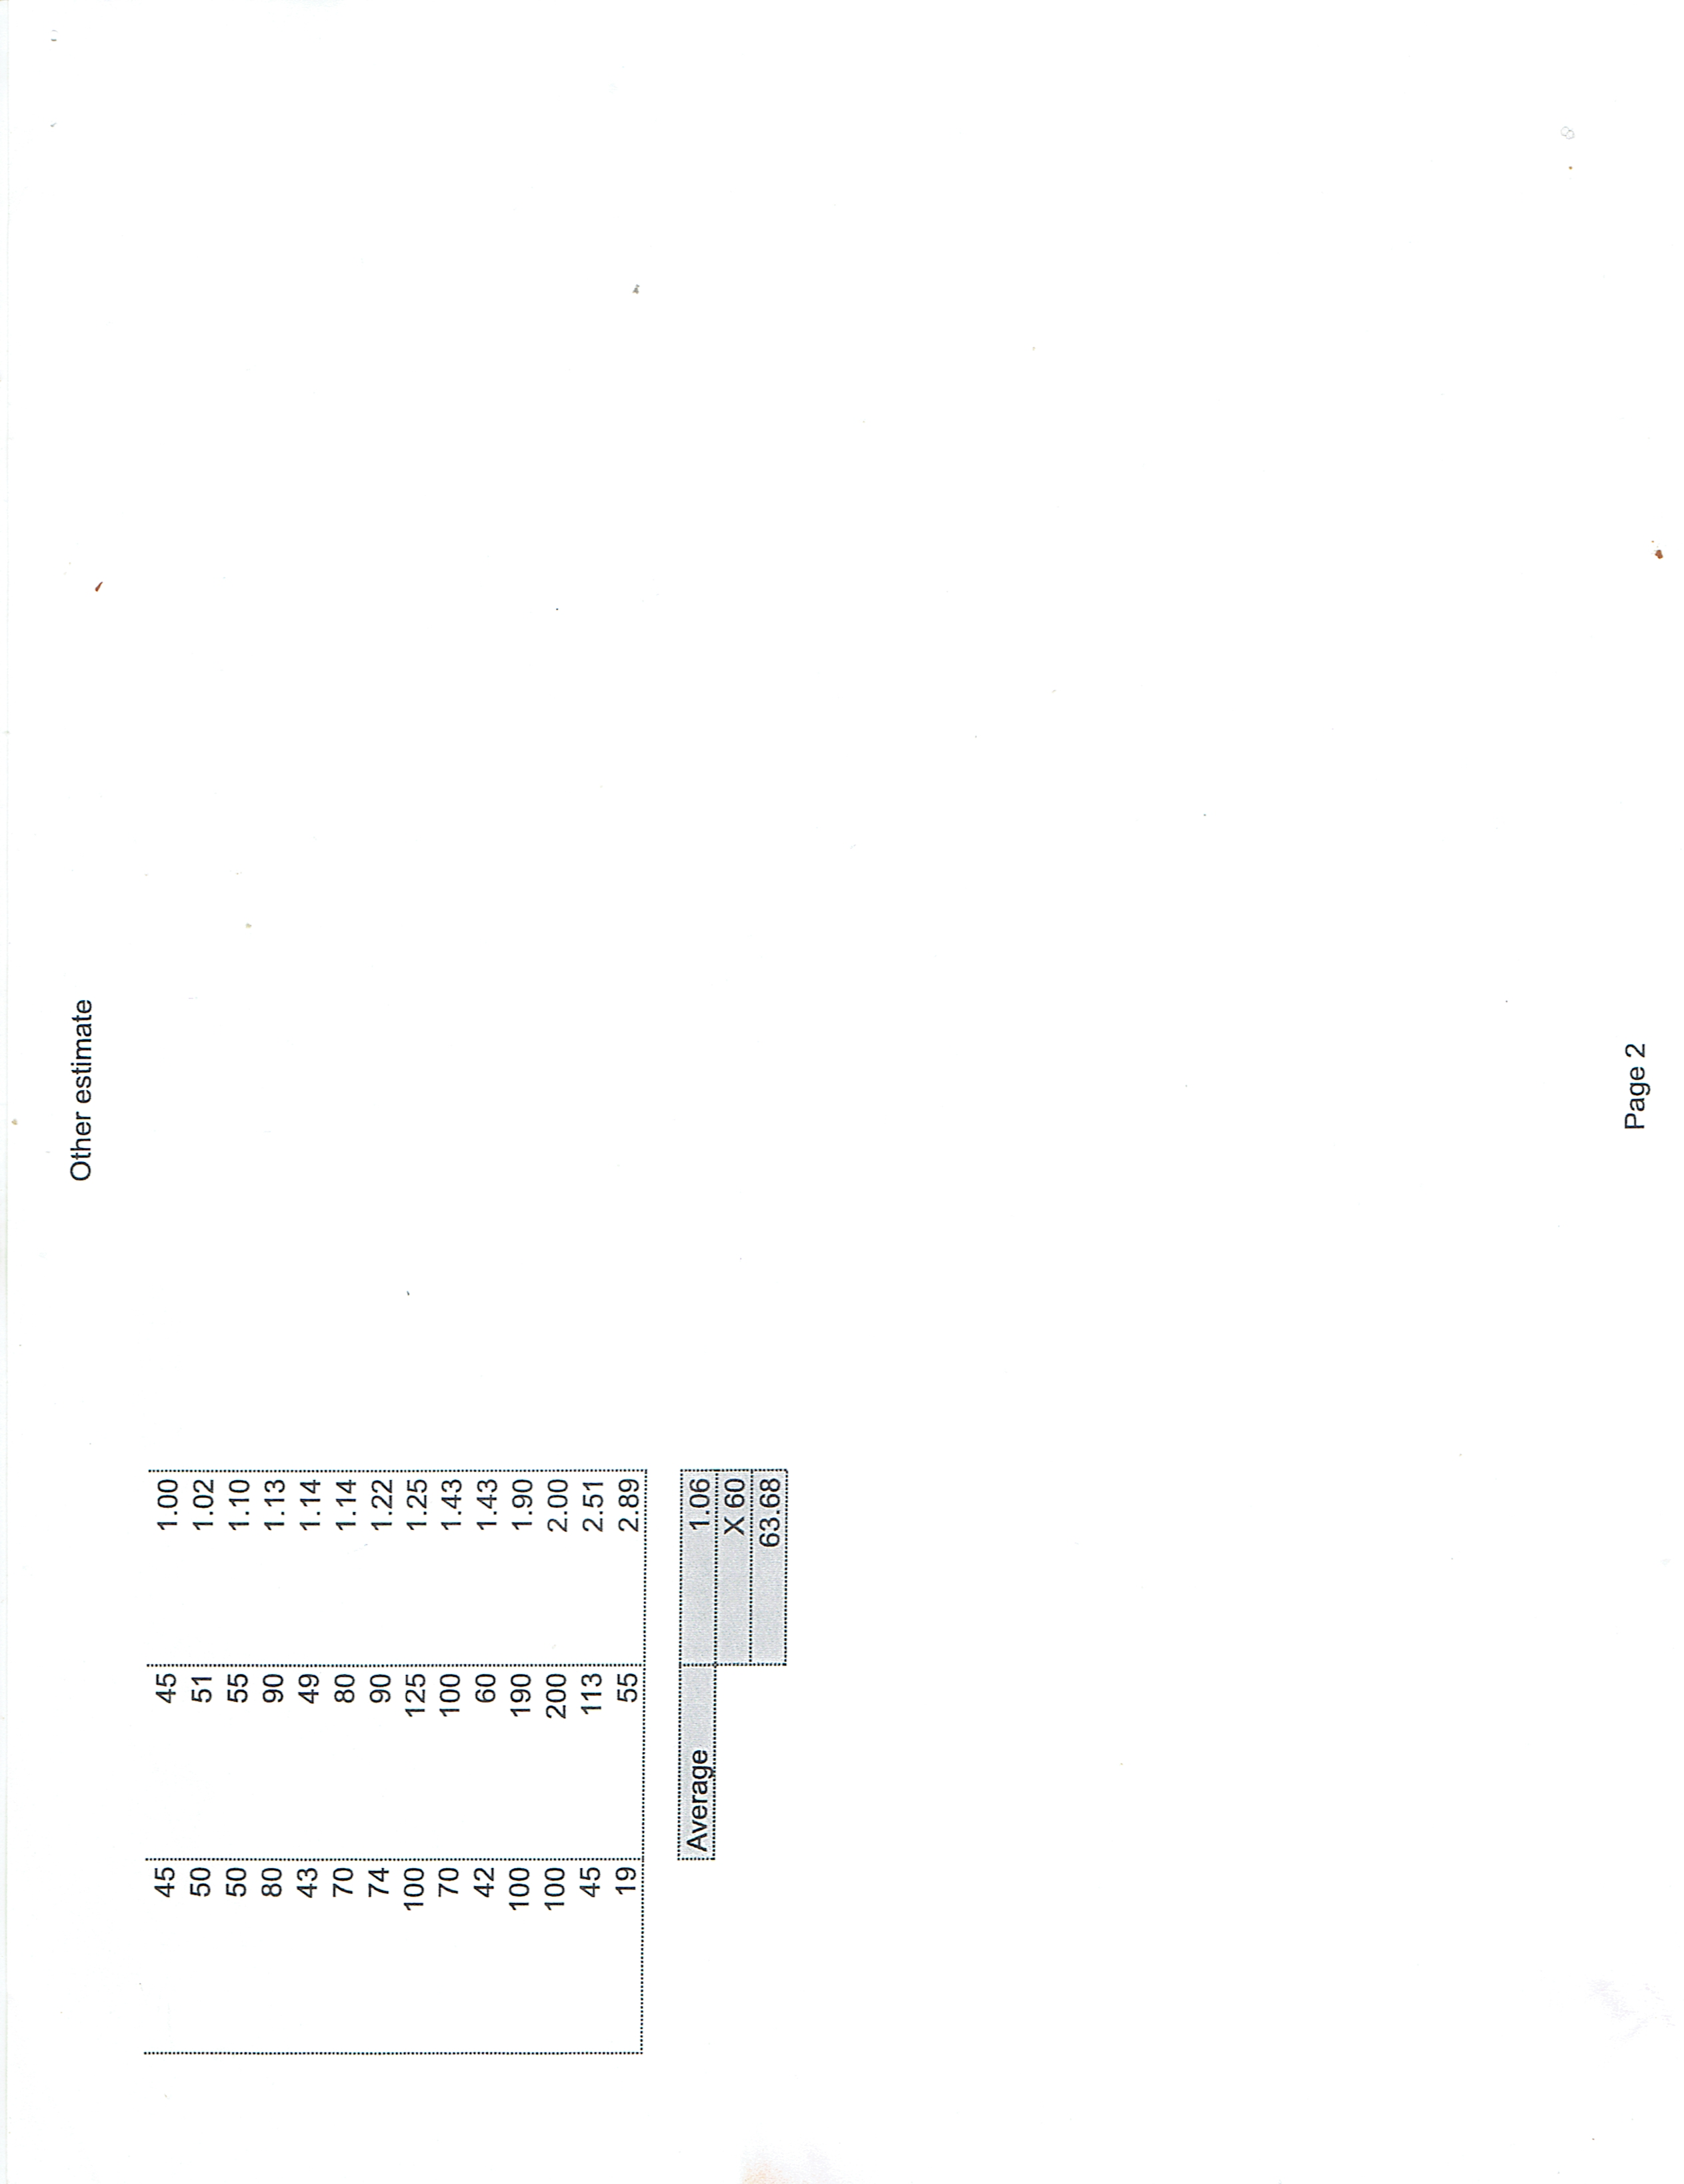 Other estimate
45 45 1.00
50 51 1.02
50 55 1.10
80 90 1.13
43 49 1.14
70 80 1.14
74 90 1.22
100 125 1.25
70 100 1.43
42 60 1.43
100 190 1.90
100 200 2.00
45 113 2.51
19 55 2.89
Average 1.06
X 60
63.68
Page 2